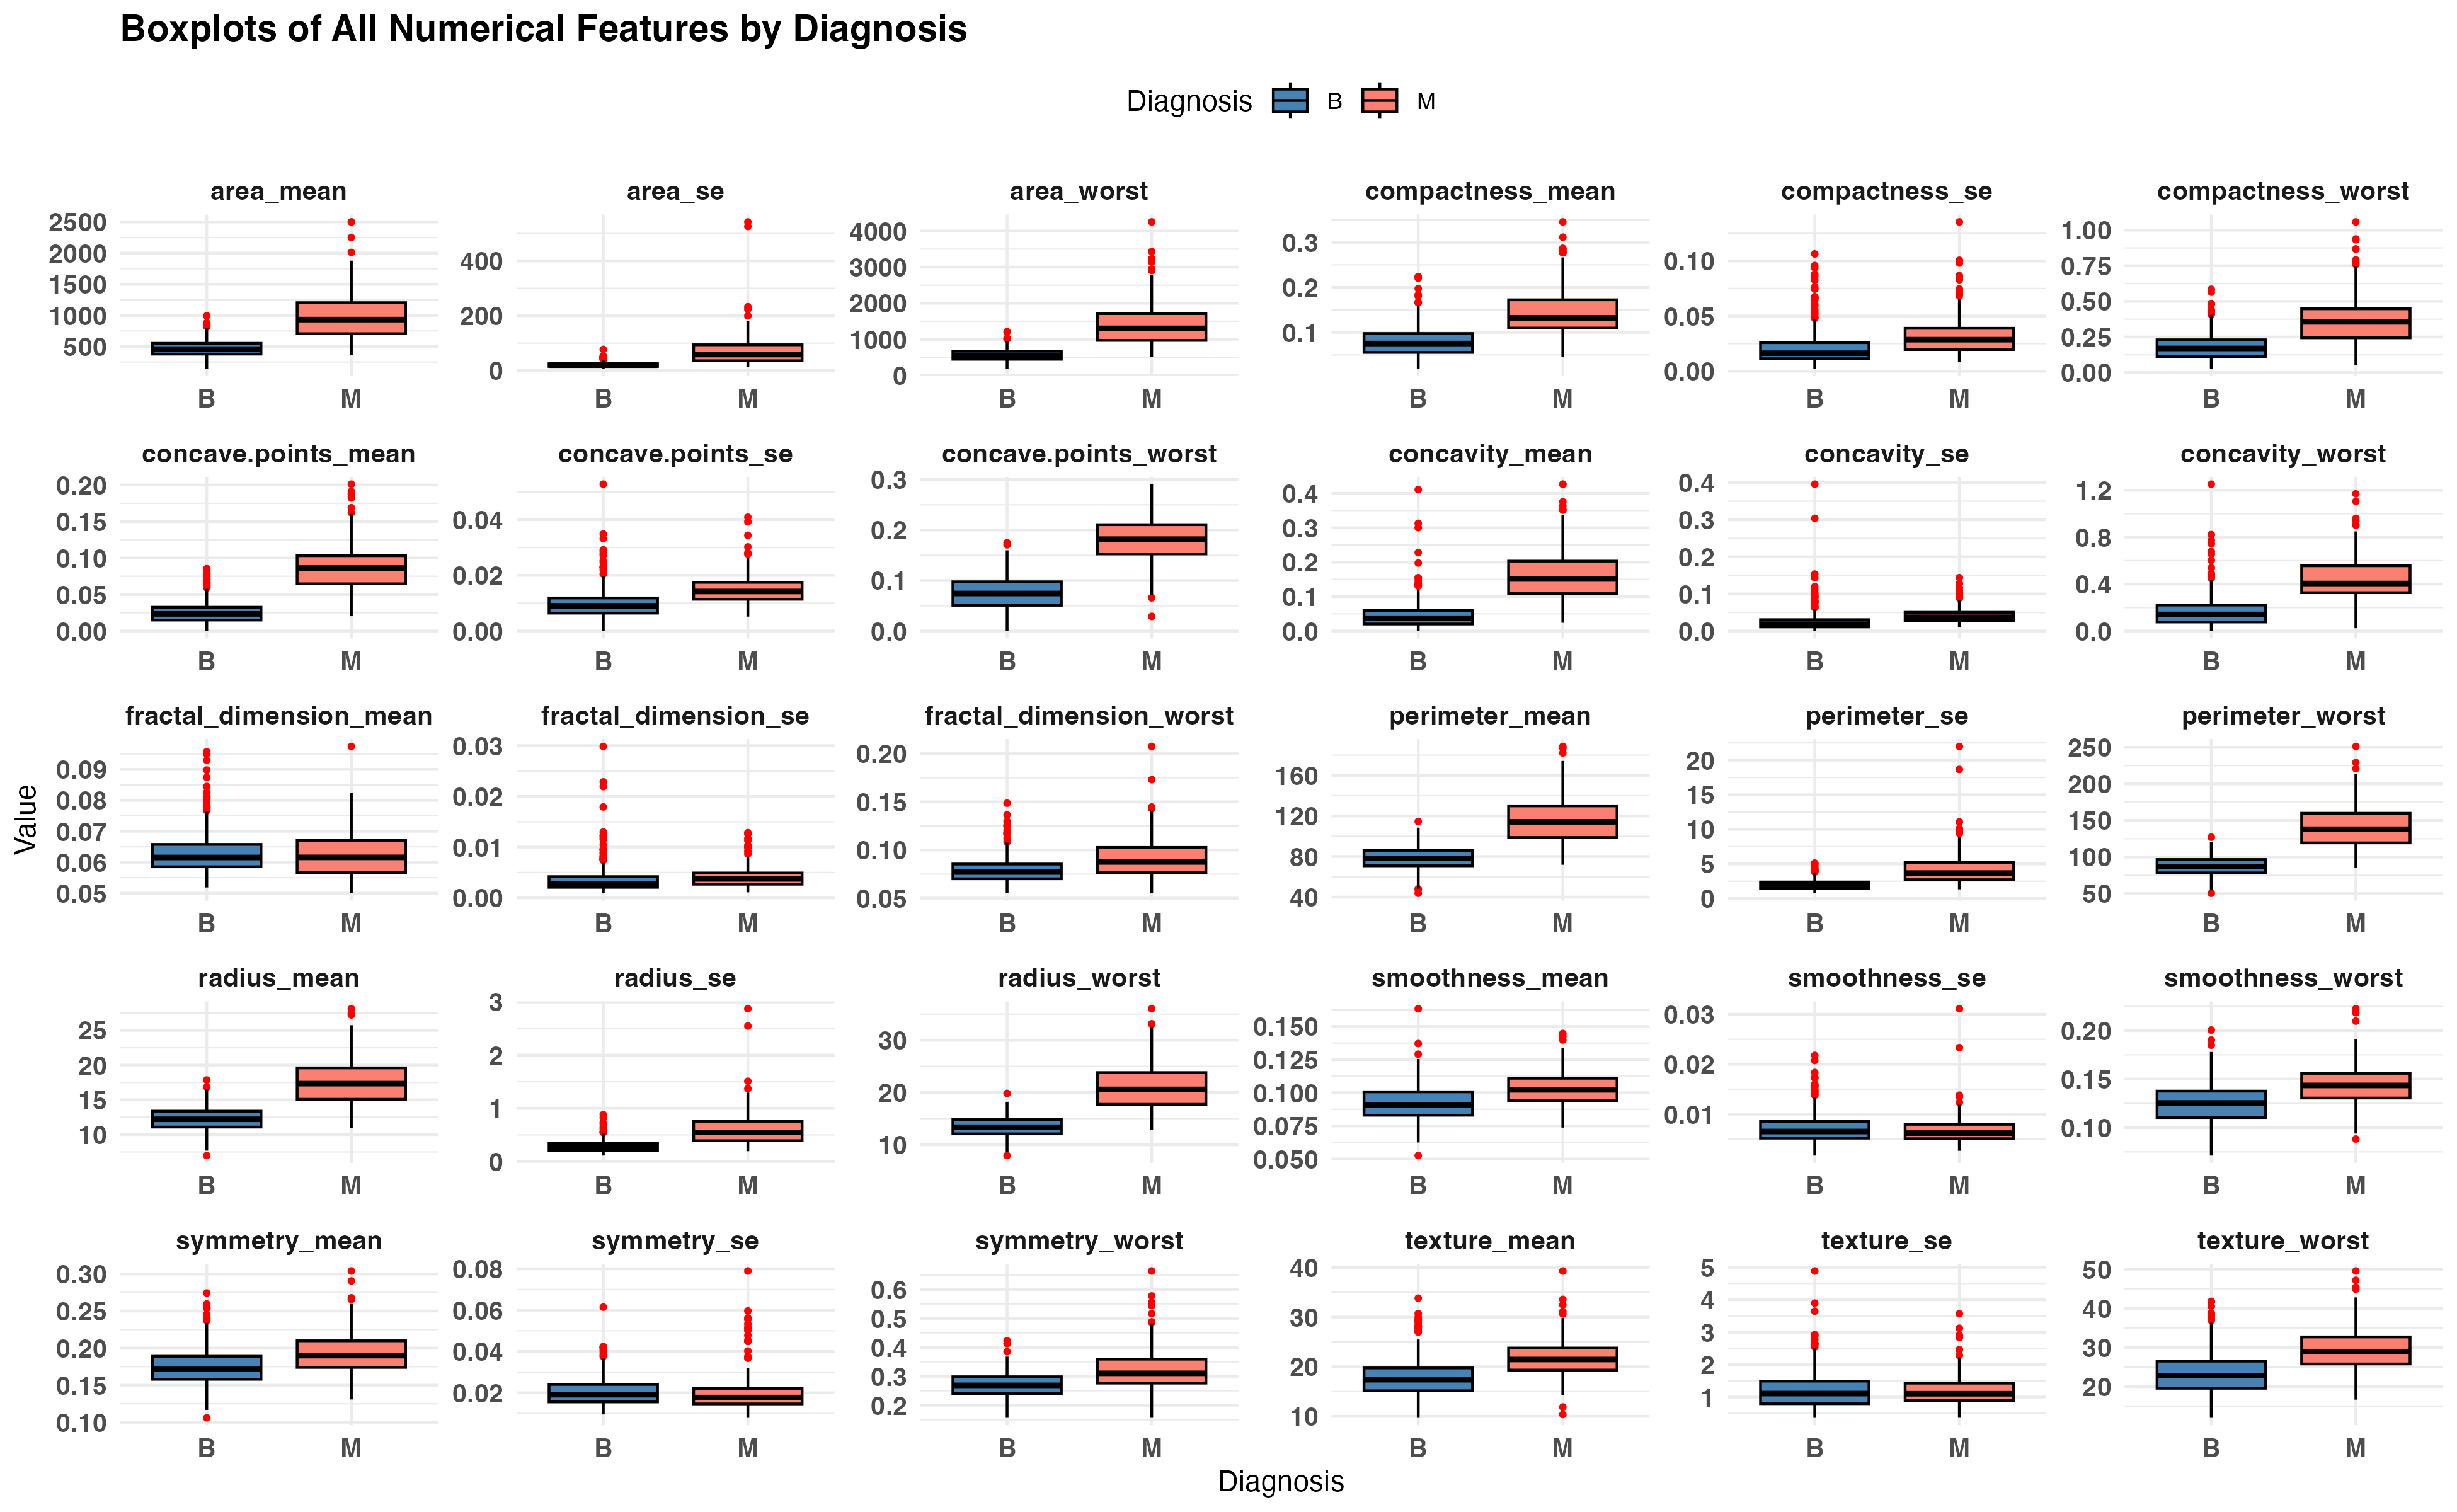 Boxplots of All Numerical Features by Diagnosis
Diagnosis B M
area_mean area_se area_worst compactness_mean compactness_se compactness_worst
2500 2000 1500 1000 500
400 200 0
4000 3000 2000 1000 0
0.3 0.2 0.1
0.10 0.05 0.00
1.00 0.75 0.50 0.25 0.00
B M B M B M B M B M B M
concave.points_mean concave.points_se concave.points_worst concavity_mean concavity_se concavity_worst
0.20 0.15 0.10 0.05 0.00
0.04 0.02 0.00
0.3 0.2 0.1 0.0
0.4 0.3 0.2 0.1 0.0
0.4 0.3 0.2 0.1 0.0
1.2 0.8 0.4 0.0
B M B M B M B M B M B M
Value
fractal_dimension_mean fractal_dimension_se fractal_dimension_worst perimeter_mean perimeter_se perimeter_worst
0.09 0.08 0.07 0.06 0.05
0.03 0.02 0.01 0.00
0.20 0.15 0.10 0.05
160 120 80 40
20 15 10 5 0
250 200 150 100 50
B M B M B M B M B M B M
radius_mean radius_se radius_worst smoothness_mean smoothness_se smoothness_worst
25 20 15 10
3 2 1 0
30 20 10
0.150 0.125 0.100 0.075 0.050
0.03 0.02 0.01
0.20 0.15 0.10
B M B M B M B M B M B M
symmetry_mean symmetry_se symmetry_worst texture_mean texture_se texture_worst
0.30 0.25 0.20 0.15 0.10
0.08 0.06 0.04 0.02
0.6 0.5 0.4 0.3 0.2
40 30 20 10
5 4 3 2 1
50 40 30 20
B M B M B M B M B M B M
Diagnosis